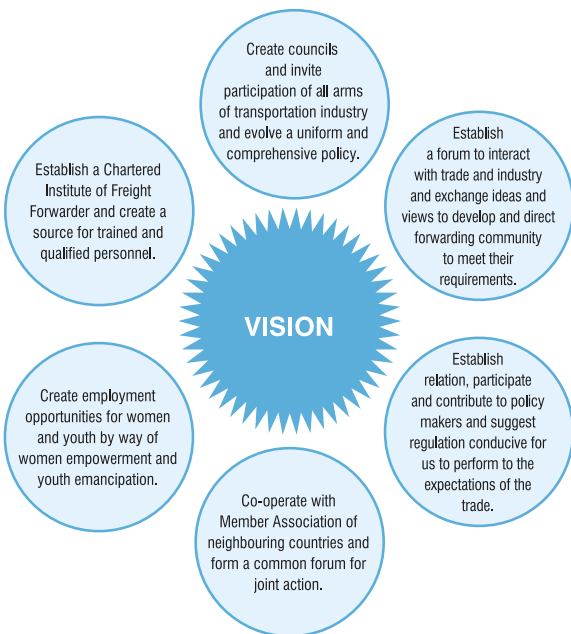 Create councils
and invite
participation of all arms
of transportation industry
and evolve a uniform and
comprehensive policy.
Establish
a forum to interact
with trade and industry
and exchange ideas and
views to develop and direct
forwarding community
to meet their
requirements.
Establish
relation, participate
and contribute to policy
makers and suggest
regulation conducive for
us to perform to the
expectations of the
trade.
Co-operate with
Member Association of
neighbouring countries and
form a common forum for
joint action.
Create employment
opportunities for women
and youth by way of
women empowerment and
youth emancipation.
Establish a Chartered
Institute of Freight
Forwarder and create a
source for trained and
qualified personnel.
VISION